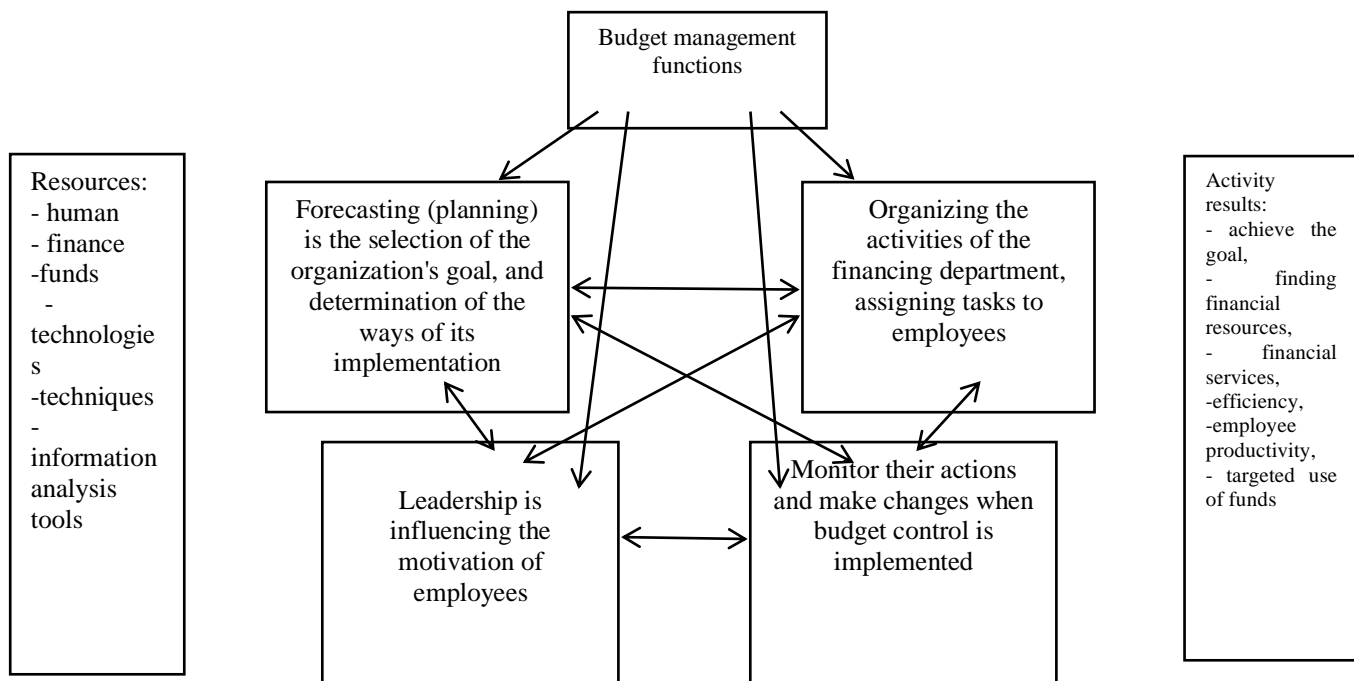 Budget management
functions
Resources:
- human
- finance
-funds
-
technologie
s
-techniques
-
information
analysis
tools
Forecasting (planning)
is the selection of the
organization's goal, and
determination of the
ways of its
implementation
Organizing the
activities of the
financing department,
assigning tasks to
employees
Activity
results:
- achieve the
goal,
- finding
financial
resources,
- financial
services,
-efficiency,
-employee
productivity,
- targeted use
of funds
Leadership is
influencing the
motivation of
employees
Monitor their actions
and make changes when
budget control is
implemented